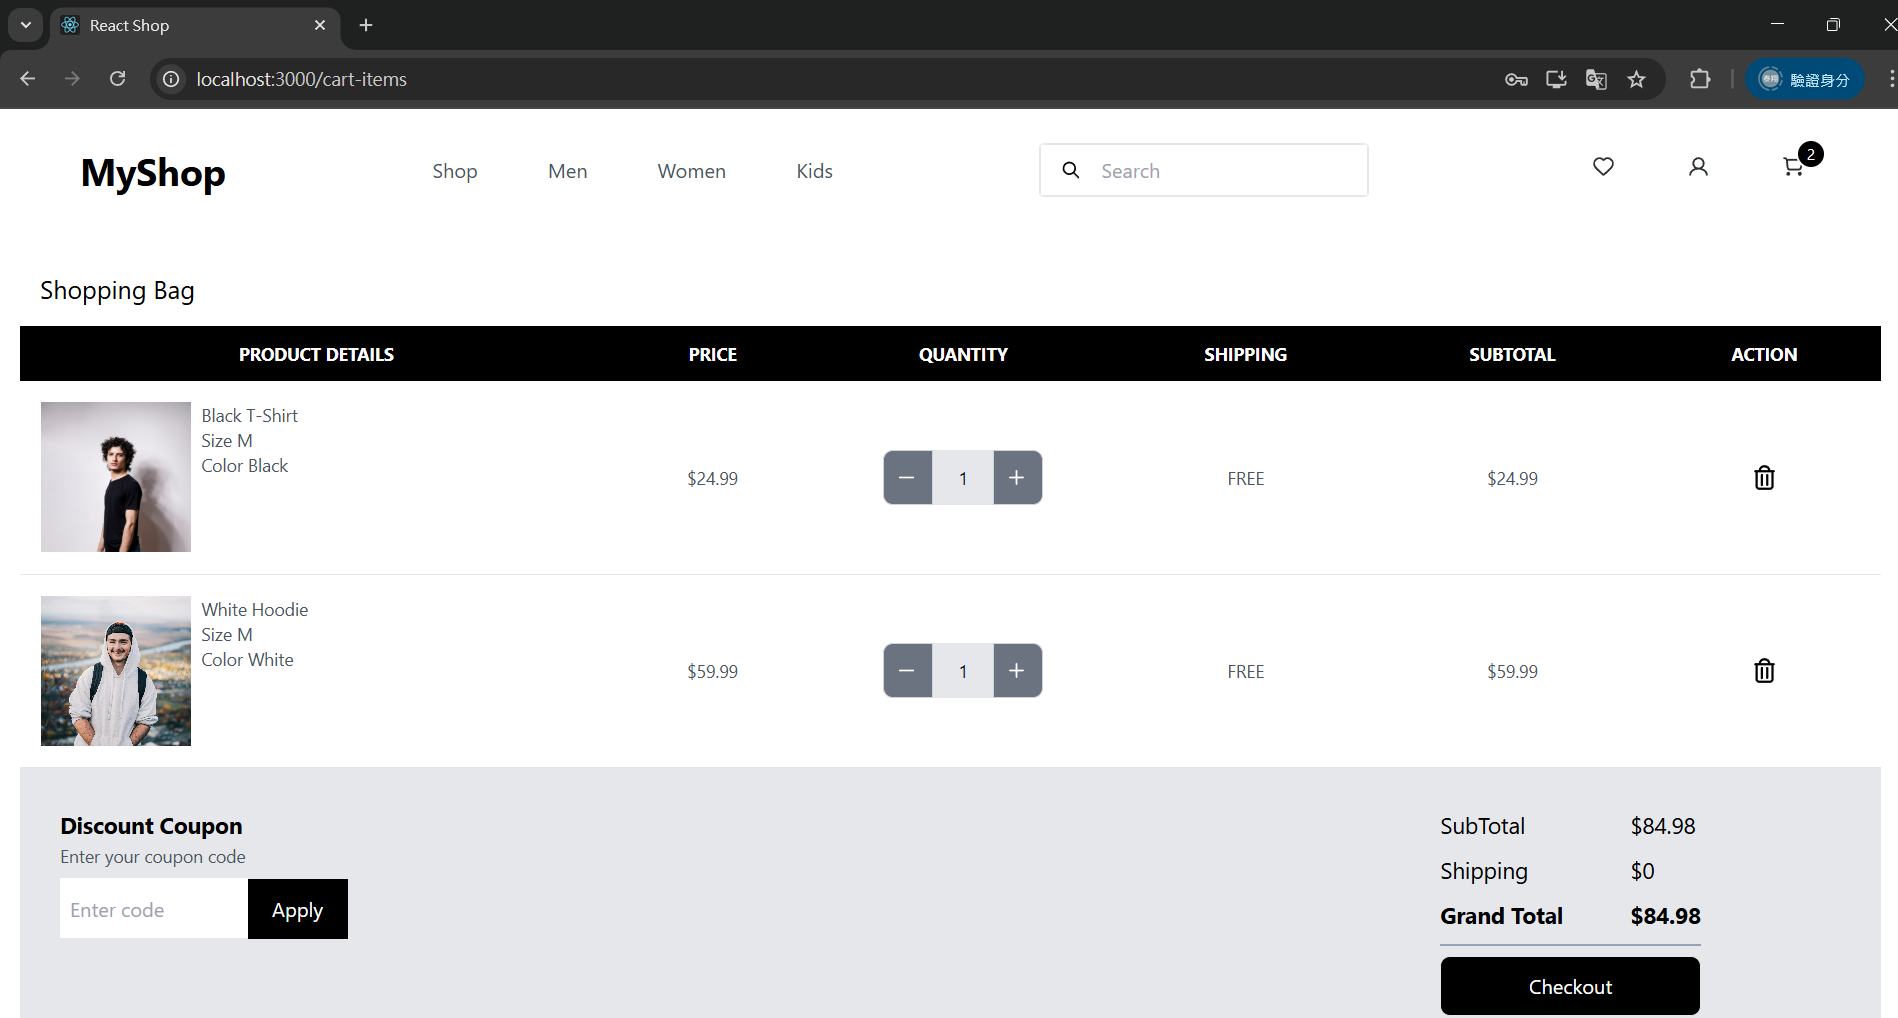 React Shop
localhost:3000/cart-items
驗證身分
MyShop
Shop
Men
Women
Kids
Search
2
Shopping Bag
PRODUCT DETAILS
PRICE
QUANTITY
SHIPPING
SUBTOTAL
ACTION
Black T-Shirt
Size M
Color Black
$24.99
1
FREE
$24.99
White Hoodie
Size M
Color White
$59.99
1
FREE
$59.99
Discount Coupon
Enter your coupon code
Enter code
Apply
SubTotal $84.98
Shipping $0
Grand Total $84.98
Checkout